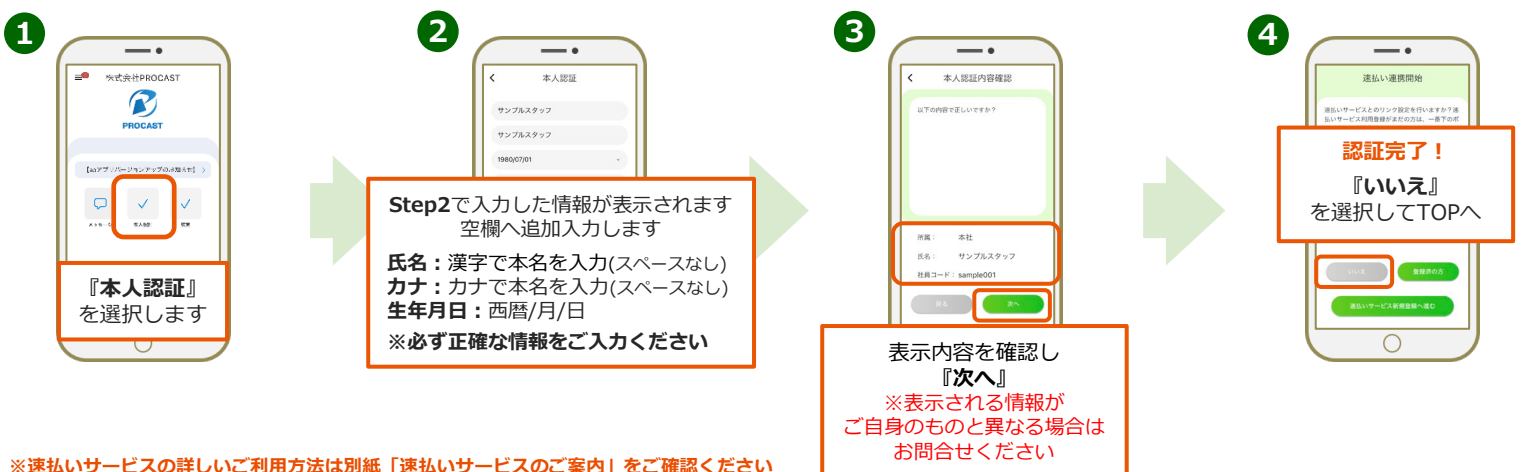 1
株式会社PROCAST
PROCAST
『本人認証』
を選択します
2
本人認証
サンプルスタッフ
サンプルスタッフ
1980/07/01
Step2で入力した情報が表示されます
空欄へ追加入力します
氏名：漢字で本名を入力(スペースなし)
カナ：カナで本名を入力(スペースなし)
生年月日：西暦/月/日
※必ず正確な情報をご入力ください
3
本人認証内容確認
以下の内容で正しいですか？
所属： 本社
氏名： サンプルスタッフ
社員コード： sample001
戻る 次へ
表示内容を確認し
『次へ』
※表示される情報が
ご自身のものと異なる場合は
お問合せください
4
速払い連携開始
速払いサービスとのリンク設定を行いますか？速
払いサービス利用登録がまだの方は、一番下のボ
認証完了！
『いいえ』
を選択してTOPへ
いいえ 登録済の方
速払いサービス新規登録へ進む
※速払いサービスの詳しいご利用方法は別紙「速払いサービスのご案内」をご確認ください